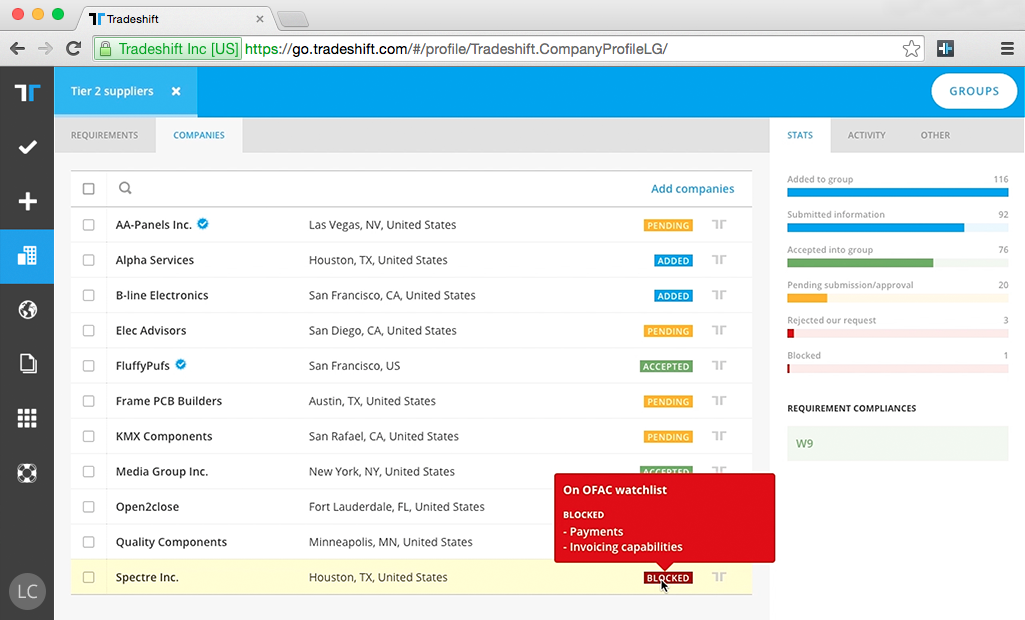 Tradeshift
Tradeshift Inc [US] https://go.tradeshift.com/#/profile/Tradeshift.CompanyProfileLG/
Tier 2 suppliers
GROUPS
REQUIREMENTS COMPANIES
STATS ACTIVITY OTHER
Add companies
AA-Panels Inc. Las Vegas, NV, United States PENDING
Alpha Services Houston, TX, United States ADDED
B-line Electronics San Francisco, CA, United States ADDED
Elec Advisors San Diego, CA, United States PENDING
FluffyPufs San Francisco, US ACCEPTED
Frame PCB Builders Austin, TX, United States PENDING
KMX Components San Rafael, CA, United States PENDING
Media Group Inc. New York, NY, United States ACCEPTED
Open2close Fort Lauderdale, FL, United States
Quality Components Minneapolis, MN, United States
Spectre Inc. Houston, TX, United States BLOCKED
On OFAC watchlist
BLOCKED
- Payments
- Invoicing capabilities
Added to group 116
Submitted information 92
Accepted into group 76
Pending submission/approval 20
Rejected our request 3
Blocked 1
REQUIREMENT COMPLIANCES
W9
LC